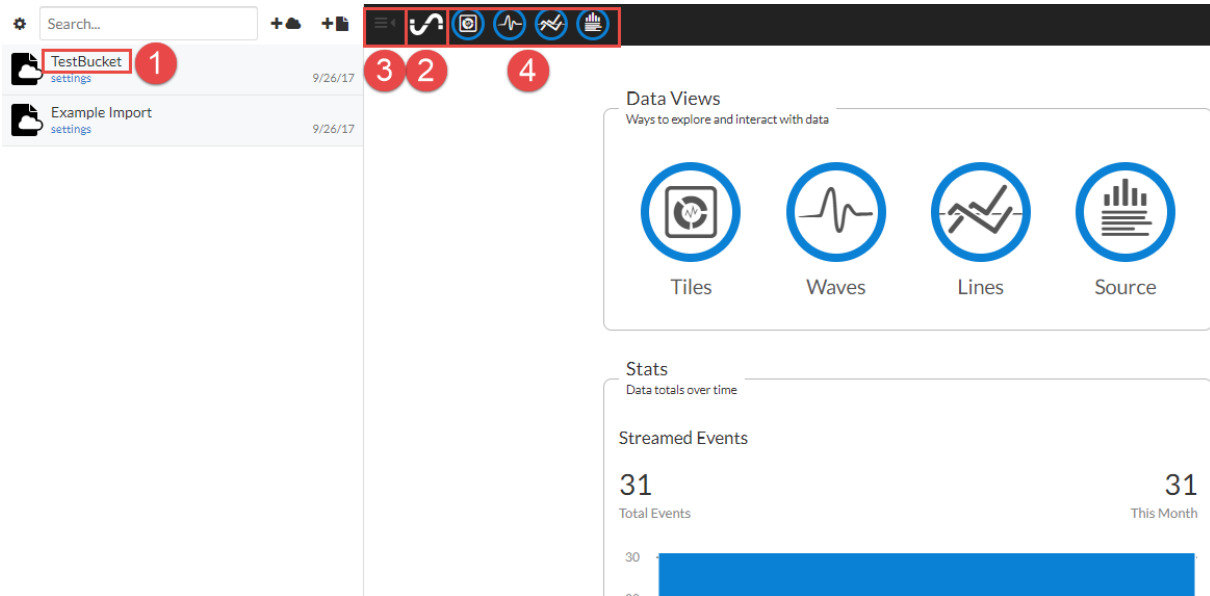 Search...
TestBucket
1
settings
9/26/17
Example Import
settings
9/26/17
3
2
4
Data Views
Ways to explore and interact with data
Tiles
Waves
Lines
Source
Stats
Data totals over time
Streamed Events
31
31
Total Events
This Month
30